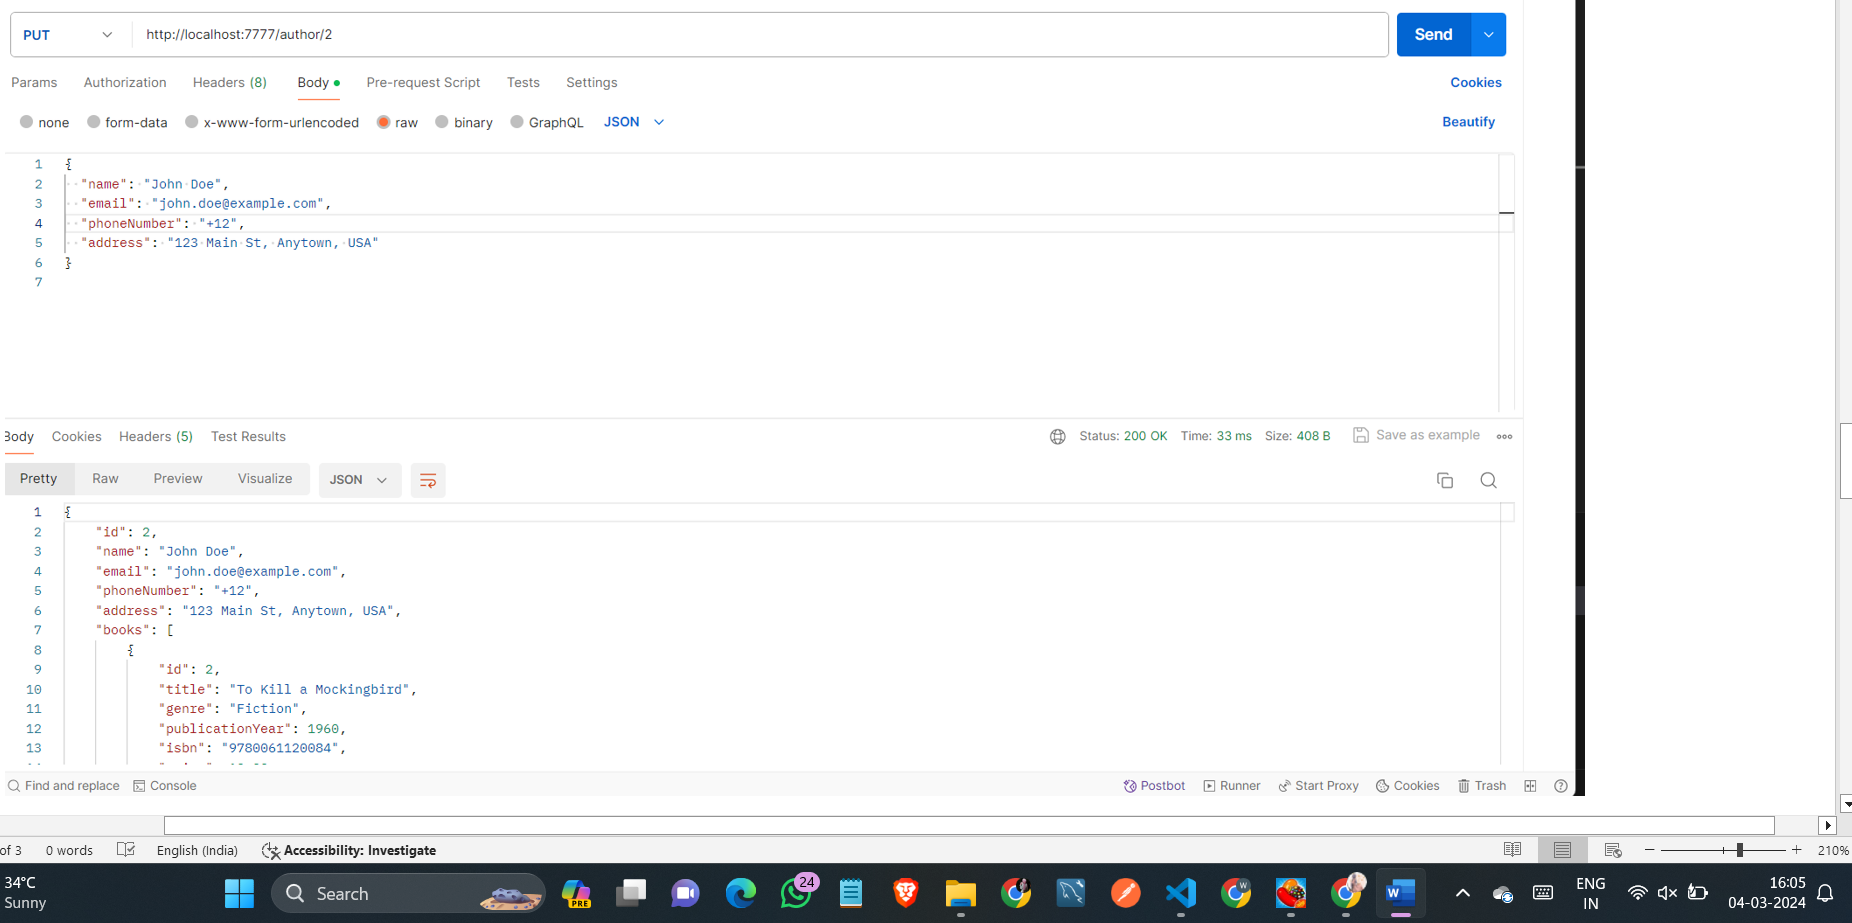 PUT http://localhost:7777/author/2 Send
Params Authorization Headers (8) Body Pre-request Script Tests Settings Cookies
none form-data x-www-form-urlencoded raw binary GraphQL JSON Beautify
1 {
2 "name": "John Doe",
3 "email": "john.doe@example.com",
4 "phoneNumber": "+12",
5 "address": "123 Main St, Anytown, USA"
6 }
7
Body Cookies Headers (5) Test Results Status: 200 OK Time: 33 ms Size: 408 B Save as example
Pretty Raw Preview Visualize JSON
1 {
2 "id": 2,
3 "name": "John Doe",
4 "email": "john.doe@example.com",
5 "phoneNumber": "+12",
6 "address": "123 Main St, Anytown, USA",
7 "books": [
8 {
9 "id": 2,
10 "title": "To Kill a Mockingbird",
11 "genre": "Fiction",
12 "publicationYear": 1960,
13 "isbn": "9780061120084",
Find and replace Console Postbot Runner Start Proxy Cookies Trash
of 3 0 words English (India) Accessibility: Investigate 210%
34°C
Sunny
Search
PRE
24
W
W
ENG
IN
16:05
04-03-2024